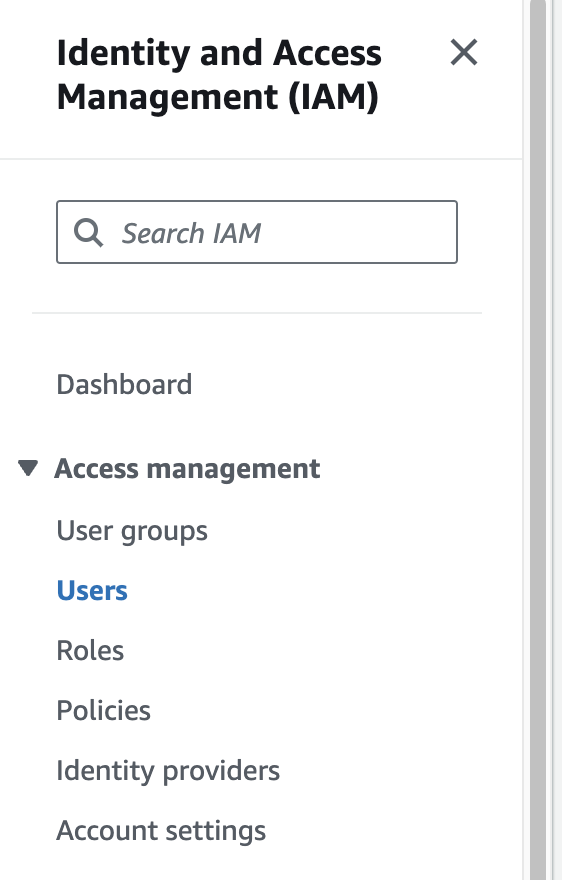 Identity and Access
Management (IAM)
Search IAM
Dashboard
Access management
User groups
Users
Roles
Policies
Identity providers
Account settings